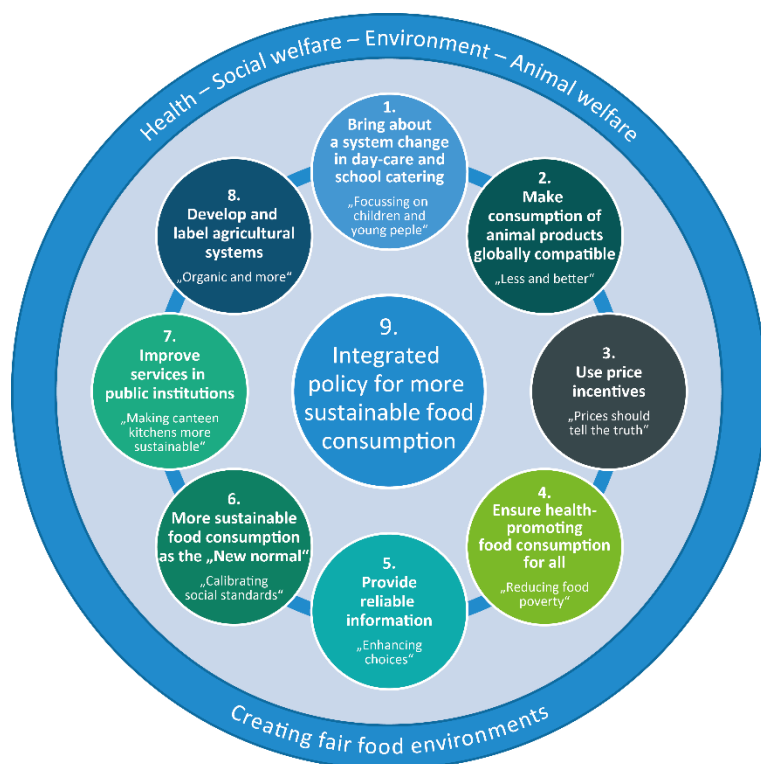 Health – Social welfare – Environment – Animal welfare
1.
Bring about
a system change
in day-care and
school catering
„Focussing on
children and
young peple“
2.
Make
consumption of
animal products
globally compatible
„Less and better“
3.
Use price
incentives
„Prices should
tell the truth“
4.
Ensure health-
promoting
food consumption
for all
„Reducing food
poverty“
5.
Provide
reliable
information
„Enhancing
choices“
6.
More sustainable
food consumption
as the „New normal“
„Calibrating
social standards“
7.
Improve
services in
public institutions
„Making canteen
kitchens more
sustainable“
8.
Develop and
label agricultural
systems
„Organic and more“
9.
Integrated
policy for more
sustainable food
consumption
Creating fair food environments